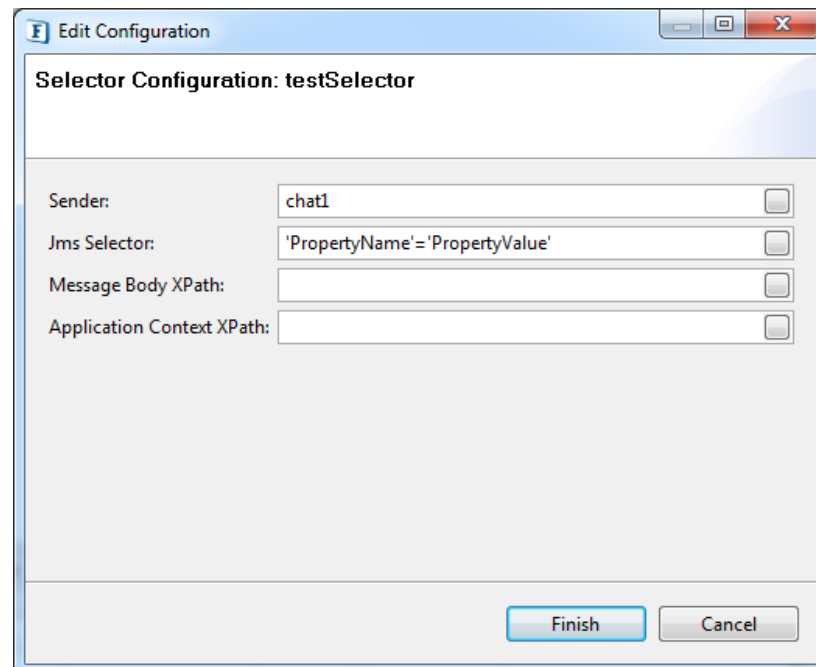 F Edit Configuration
Selector Configuration: testSelector
Sender: chat1
Jms Selector: 'PropertyName'='PropertyValue'
Message Body XPath:
Application Context XPath:
Finish Cancel